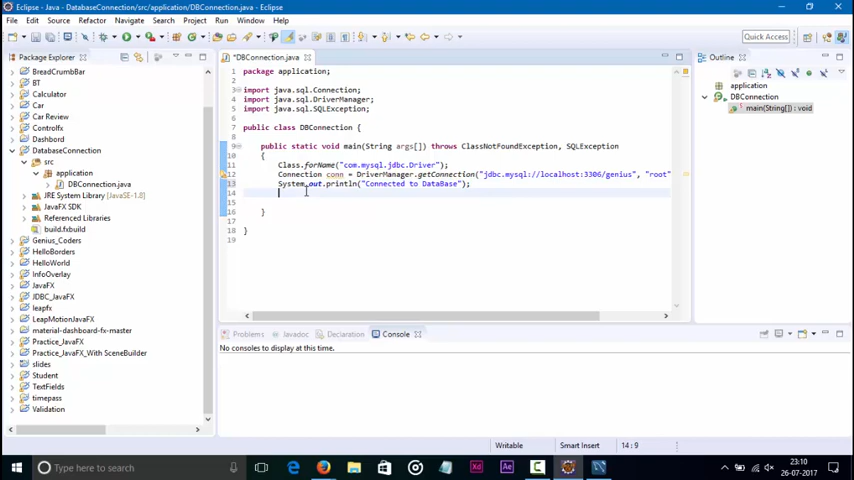 Eclipse - Java - DatabaseConnection/src/application/DBConnection.java - Eclipse
File Edit Source Refactor Navigate Search Project Run Window Help
Quick Access
Package Explorer
BreadCrumbBar
BT
Calculator
Car
Car Review
Controlfx
Dashbord
DatabaseConnection
src
application
DBConnection.java
JRE System Library [JavaSE-1.8]
JavaFX SDK
Referenced Libraries
build.fxbuild
Genius_Coders
HelloBorders
HelloWorld
InfoOverlay
JavaFX
JDBC_JavaFX
leapfx
LeapMotionJavaFX
material-dashboard-fx-master
Practice_JavaFX
Practice_JavaFX_With SceneBuilder
slides
Student
TextFields
timepass
Validation
*DBConnection.java
1 package application;
2
3 import java.sql.Connection;
4 import java.sql.DriverManager;
5 import java.sql.SQLException;
6
7 public class DBConnection {
8
9 public static void main(String args[]) throws ClassNotFoundException, SQLException
10 {
11 Class.forName("com.mysql.jdbc.Driver");
12 Connection conn = DriverManager.getConnection("jdbc:mysql://localhost:3306/genius", "root"
13 System.out.println("Connected to DataBase");
14
15
16 }
17
18 }
19
Outline
application
DBConnection
main(String[]) : void
Problems Javadoc Declaration Console
No consoles to display at this time.
Writable Smart Insert 14 : 9
Type here to search
Xd
Ae
23:10
26-07-2017